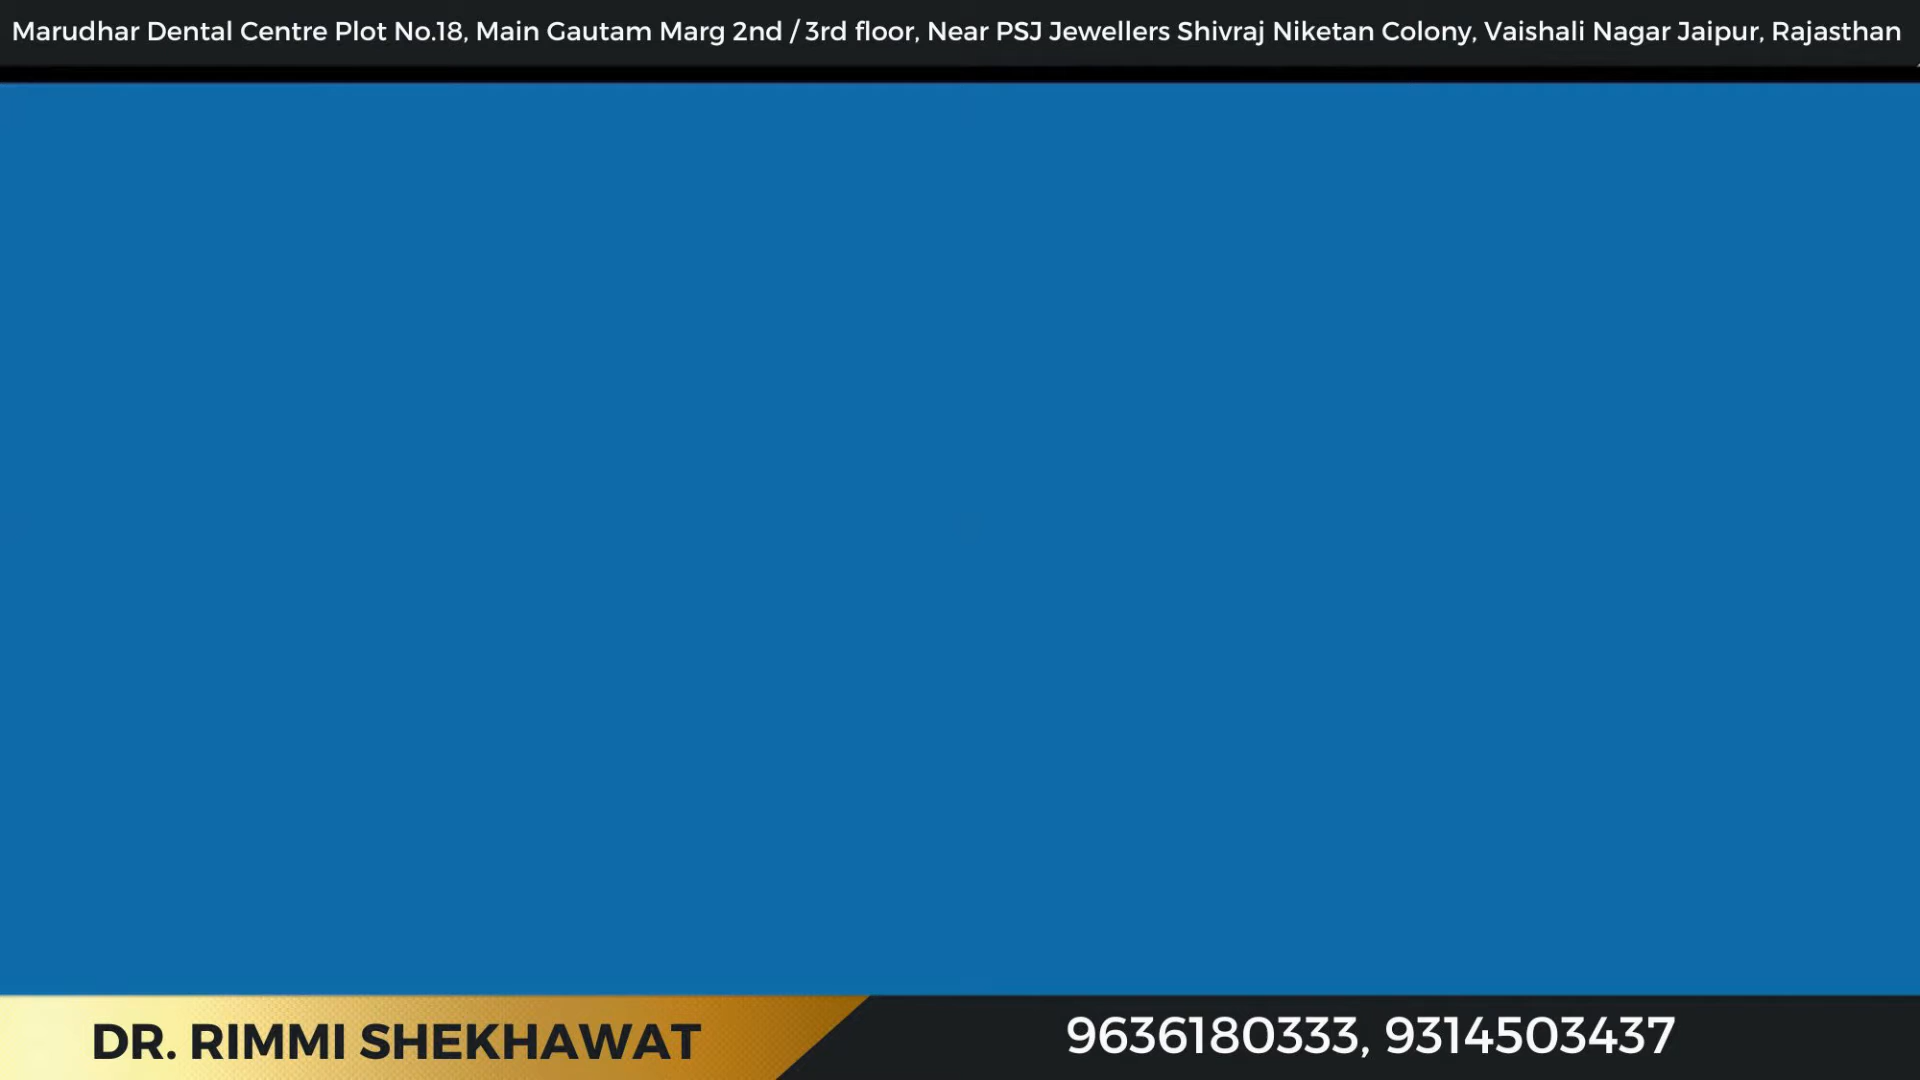 Marudhar Dental Centre Plot No.18, Main Gautam Marg 2nd / 3rd floor, Near PSJ Jewellers Shivraj Niketan Colony, Vaishali Nagar Jaipur, Rajasthan
DR. RIMMI SHEKHAWAT
9636180333, 9314503437